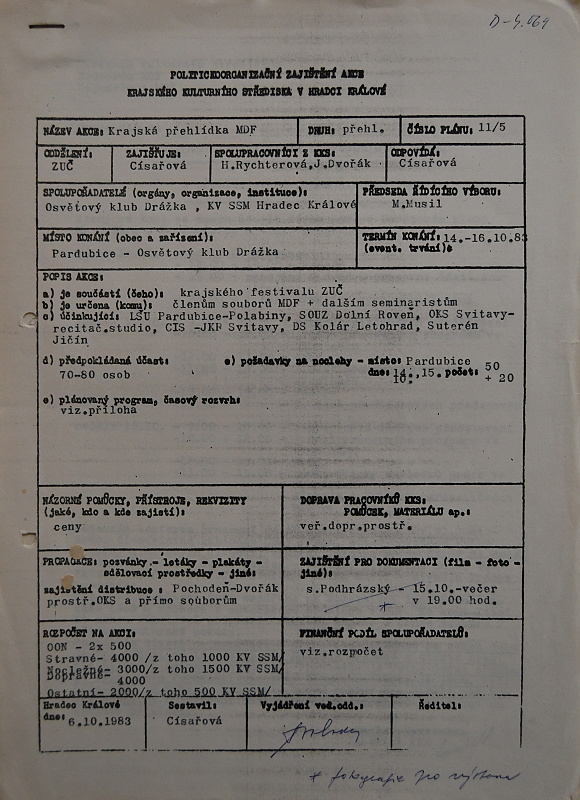 D-4.069
POLITICKOORGANIZAČNÍ ZAJIŠTĚNÍ AKCE
KRAJSKÉHO KULTURNÍHO STŘEDISKA V HRADCI KRÁLOVÉ
NÁZEV AKCE: Krajská přehlídka MDF
DRUH: přehl.
ČÍSLO PLÁNU: 11/5
ODDĚLENÍ:
ZUČ
ZAJIŠŤUJE:
Císařová
SPOLUPRACOVNÍCI Z KKS:
H.Rychterová,J.Dvořák
ODPOVÍDÁ:
Císařová
SPOLUPOŘADATELÉ (orgány, organizace, instituce):
Osvětový klub Drážka , KV SSM Hradec Králové
PŘEDSEDA ŘÍDÍCÍHO VÝBORU:
M.Musil
MÍSTO KONÁNÍ (obec a zařízení):
Pardubice - Osvětový klub Drážka
TERMÍN KONÁNÍ: 14.-16.10.83
(event. trvání):
POPIS AKCE:
a) je součástí (čeho): krajského festivalu ZUČ
b) je určena (komu): členům souborů MDF + dalším seminaristům
c) účinkující: LŠU Pardubice-Polabiny, SOUZ Dolní Roveň, OKS Svitavy-
recitač.studio, CIS -JKP Svitavy, DS Kolár Letohrad, Suterén
Jičín
d) předpokládaná účast:
70-80 osob
e) požadavky na noclehy - místo: Pardubice
dne: 14.,15. počet: 50
10. + 20
e) plánovaný program, časový rozvrh:
viz.příloha
NÁZORNÉ POMŮCKY, PŘÍSTROJE, REKVIZITY
(jaké, kdo a kde zajistí):
ceny
DOPRAVA PRACOVNÍKŮ KKS:
POMŮCEK, MATERIÁLU ap.:
veř.dopr.prostř.
PROPAGACE: pozvánky - letáky - plakáty -
sdělovací prostředky - jiné:
zajištění distribuce : Pochodeň-Dvořák
prostř.OKS a přímo souborům
ZAJIŠTĚNÍ PRO DOKUMENTACI (film - foto -
jiné):
s.Podhrázský - 15.10.-večer
v 19.00 hod.
*
ROZPOČET NA AKCI:
OON - 2x 500
Stravné- 4000 /z toho 1000 KV SSM/
Nocležné- 3000/z toho 1500 KV SSM/
Dopravné- 4000
Ostatní- 2000/z toho 500 KV SSM/
FINANČNÍ PODÍL SPOLUPOŘADATELŮ:
viz.rozpočet
Hradec Králové
dne: 6.10.1983
Sestavil:
Císařová
Vyjádření ved.odd.:
Ředitel:
* fotografie pro výstavu